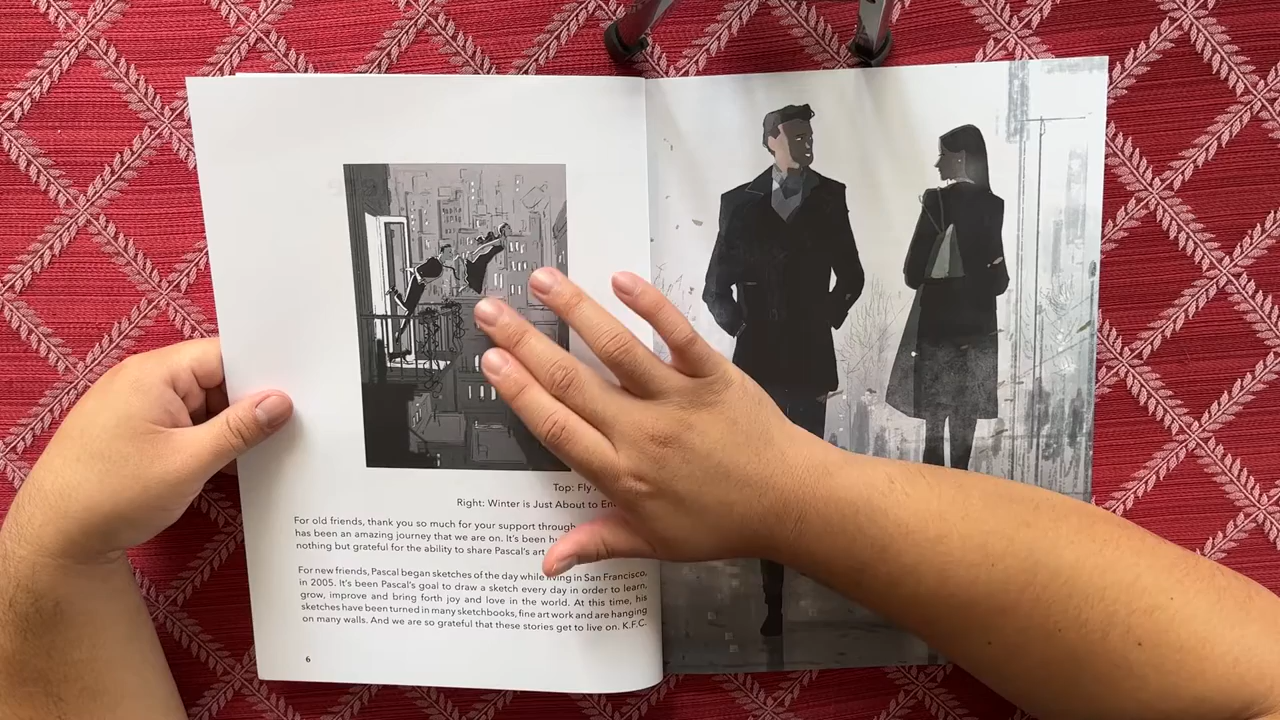 Top: Fly
Right: Winter is Just About to
For old friends, thank you so much for your support through
has been an amazing journey that we are on. It's been
nothing but grateful for the ability to share Pascal's art
For new friends, Pascal began sketches of the day while living in San Francisco,
in 2005. It's been Pascal's goal to draw a sketch every day in order to learn,
grow, improve and bring forth joy and love in the world. At this time, his
sketches have been turned in many sketchbooks, fine art work and are hanging
on many walls. And we are so grateful that these stories get to live on. K.F.C.
6